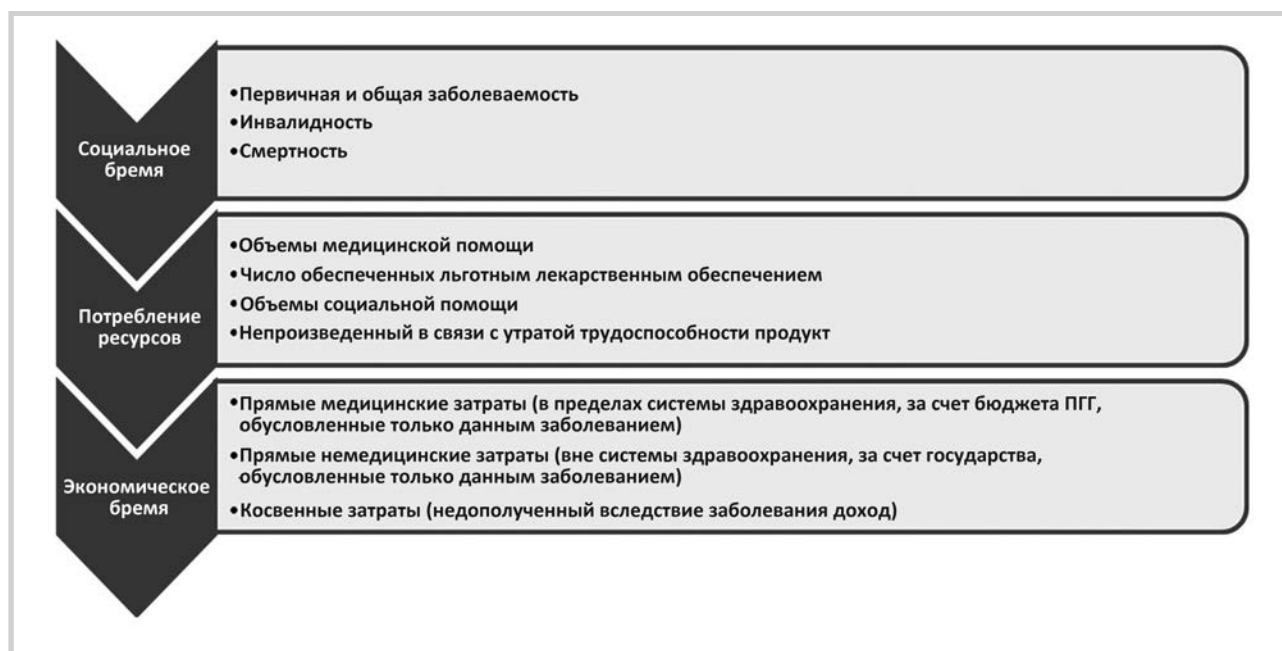 Социальное
бремя
•Первичная и общая заболеваемость
•Инвалидность
•Смертность
Потребление
ресурсов
•Объемы медицинской помощи
•Число обеспеченных льготным лекарственным обеспечением
•Объемы социальной помощи
•Непроизведенный в связи с утратой трудоспособности продукт
Экономическое
бремя
•Прямые медицинские затраты (в пределах системы здравоохранения, за счет бюджета ПГГ,
обусловленные только данным заболеванием)
•Прямые немедицинские затраты (вне системы здравоохранения, за счет государства,
обусловленные только данным заболеванием)
•Косвенные затраты (недополученный вследствие заболевания доход)